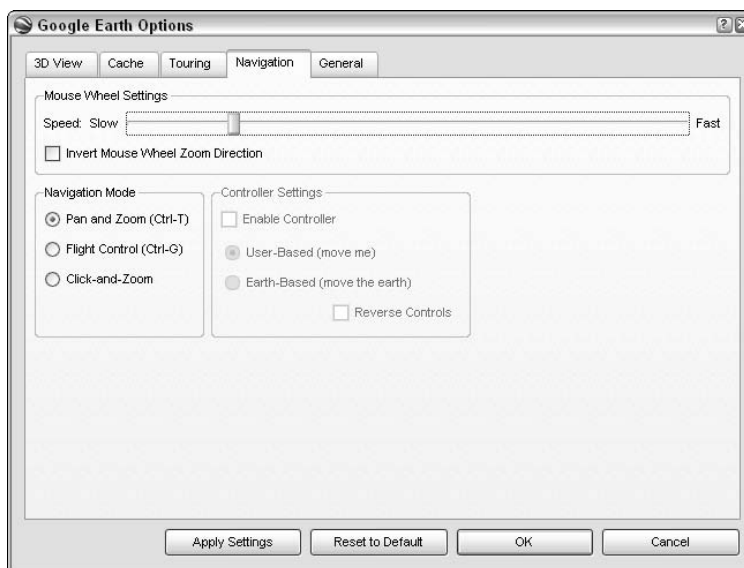 Google Earth Options
3D View Cache Touring Navigation General
Mouse Wheel Settings
Speed: Slow Fast
Invert Mouse Wheel Zoom Direction
Navigation Mode
Pan and Zoom (Ctrl-T)
Flight Control (Ctrl-G)
Click-and-Zoom
Controller Settings
Enable Controller
User-Based (move me)
Earth-Based (move the earth)
Reverse Controls
Apply Settings Reset to Default OK Cancel